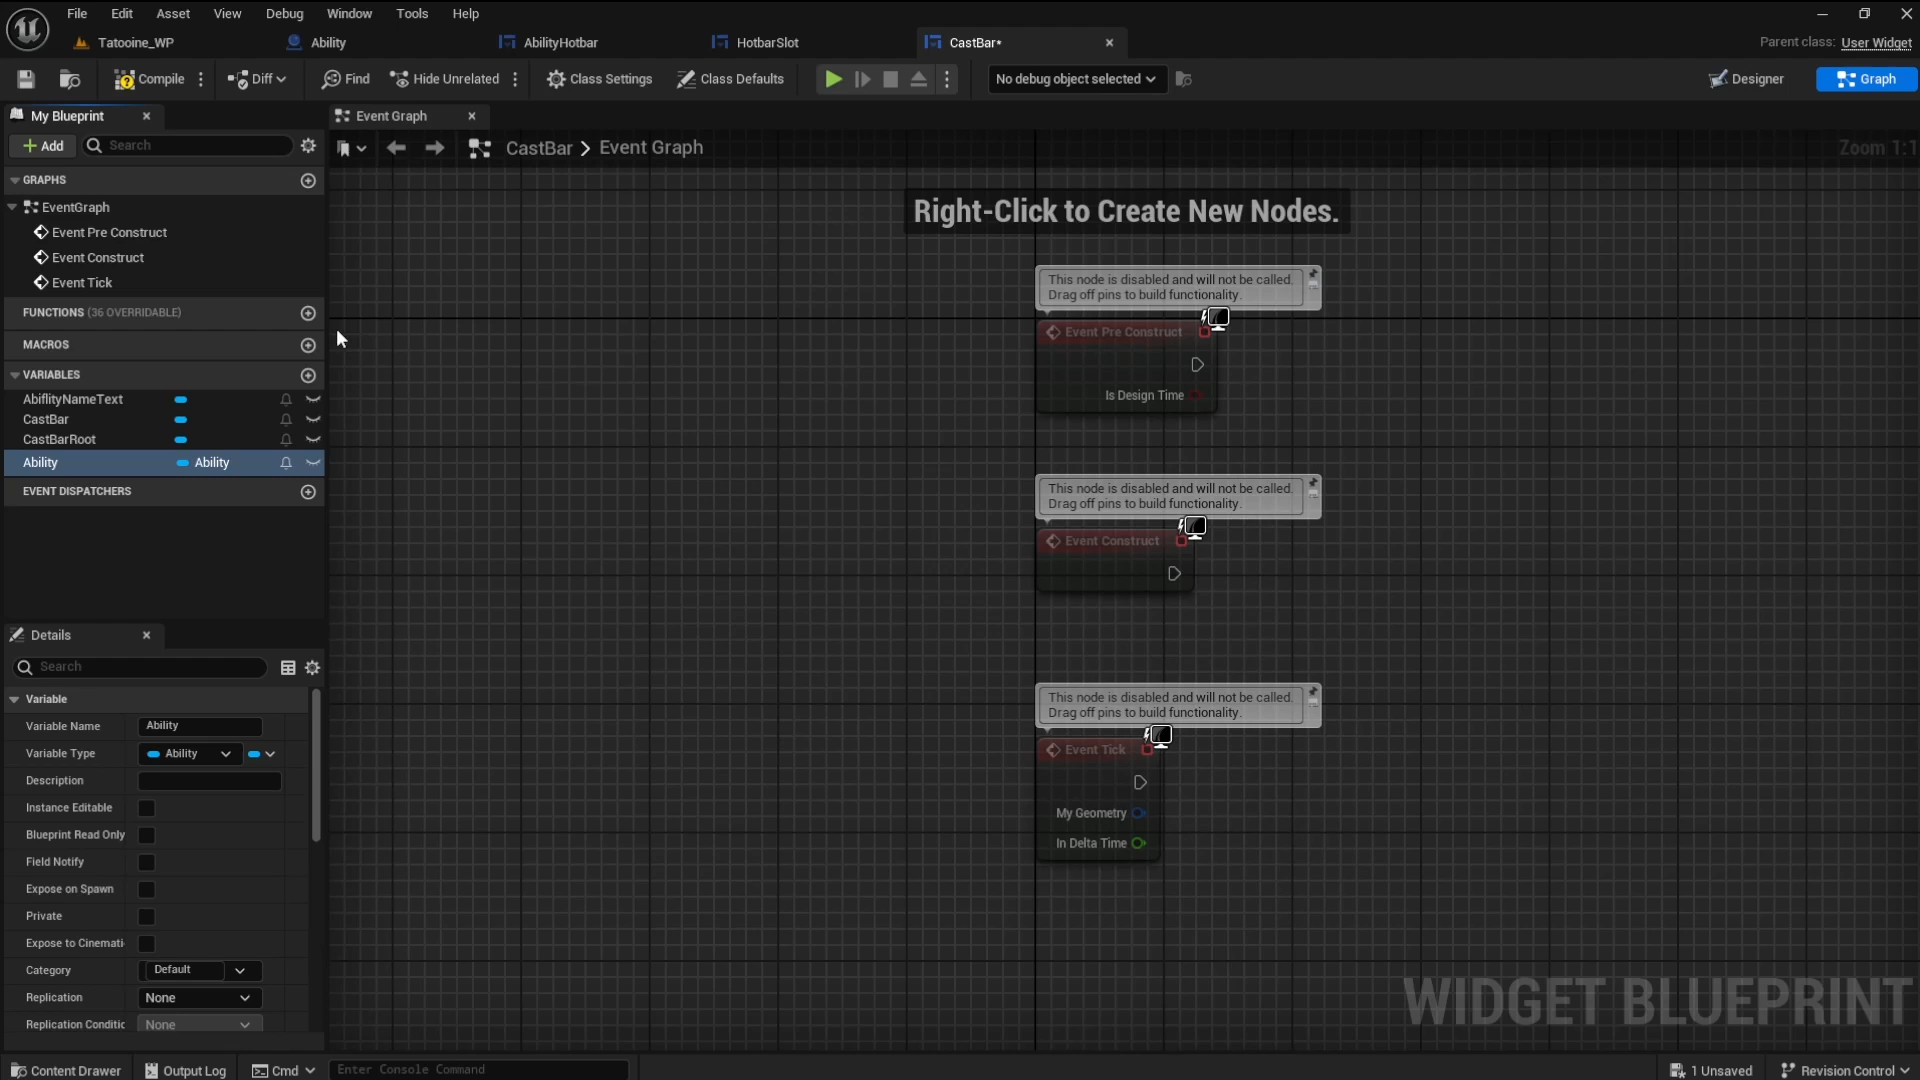 File Edit Asset View Debug Window Tools Help
Tatooine_WP Ability AbilityHotbar HotbarSlot CastBar* Parent class: User Widget
Compile Diff Find Hide Unrelated Class Settings Class Defaults No debug object selected Designer Graph
My Blueprint Event Graph
Add Search CastBar > Event Graph Zoom 1:1
GRAPHS
EventGraph
Event Pre Construct
Event Construct
Event Tick
FUNCTIONS (36 OVERRIDABLE)
MACROS
VARIABLES
AbiflityNameText
CastBar
CastBarRoot
Ability Ability
EVENT DISPATCHERS
Right-Click to Create New Nodes.
This node is disabled and will not be called.
Drag off pins to build functionality.
Event Pre Construct
Is Design Time
This node is disabled and will not be called.
Drag off pins to build functionality.
Event Construct
This node is disabled and will not be called.
Drag off pins to build functionality.
Event Tick
My Geometry
In Delta Time
Details
Search
Variable
Variable Name Ability
Variable Type Ability
Description
Instance Editable
Blueprint Read Only
Field Notify
Expose on Spawn
Private
Expose to Cinemati
Category Default
Replication None
Replication Conditic None
WIDGET BLUEPRINT
Content Drawer Output Log Cmd Enter Console Command 1 Unsaved Revision Control